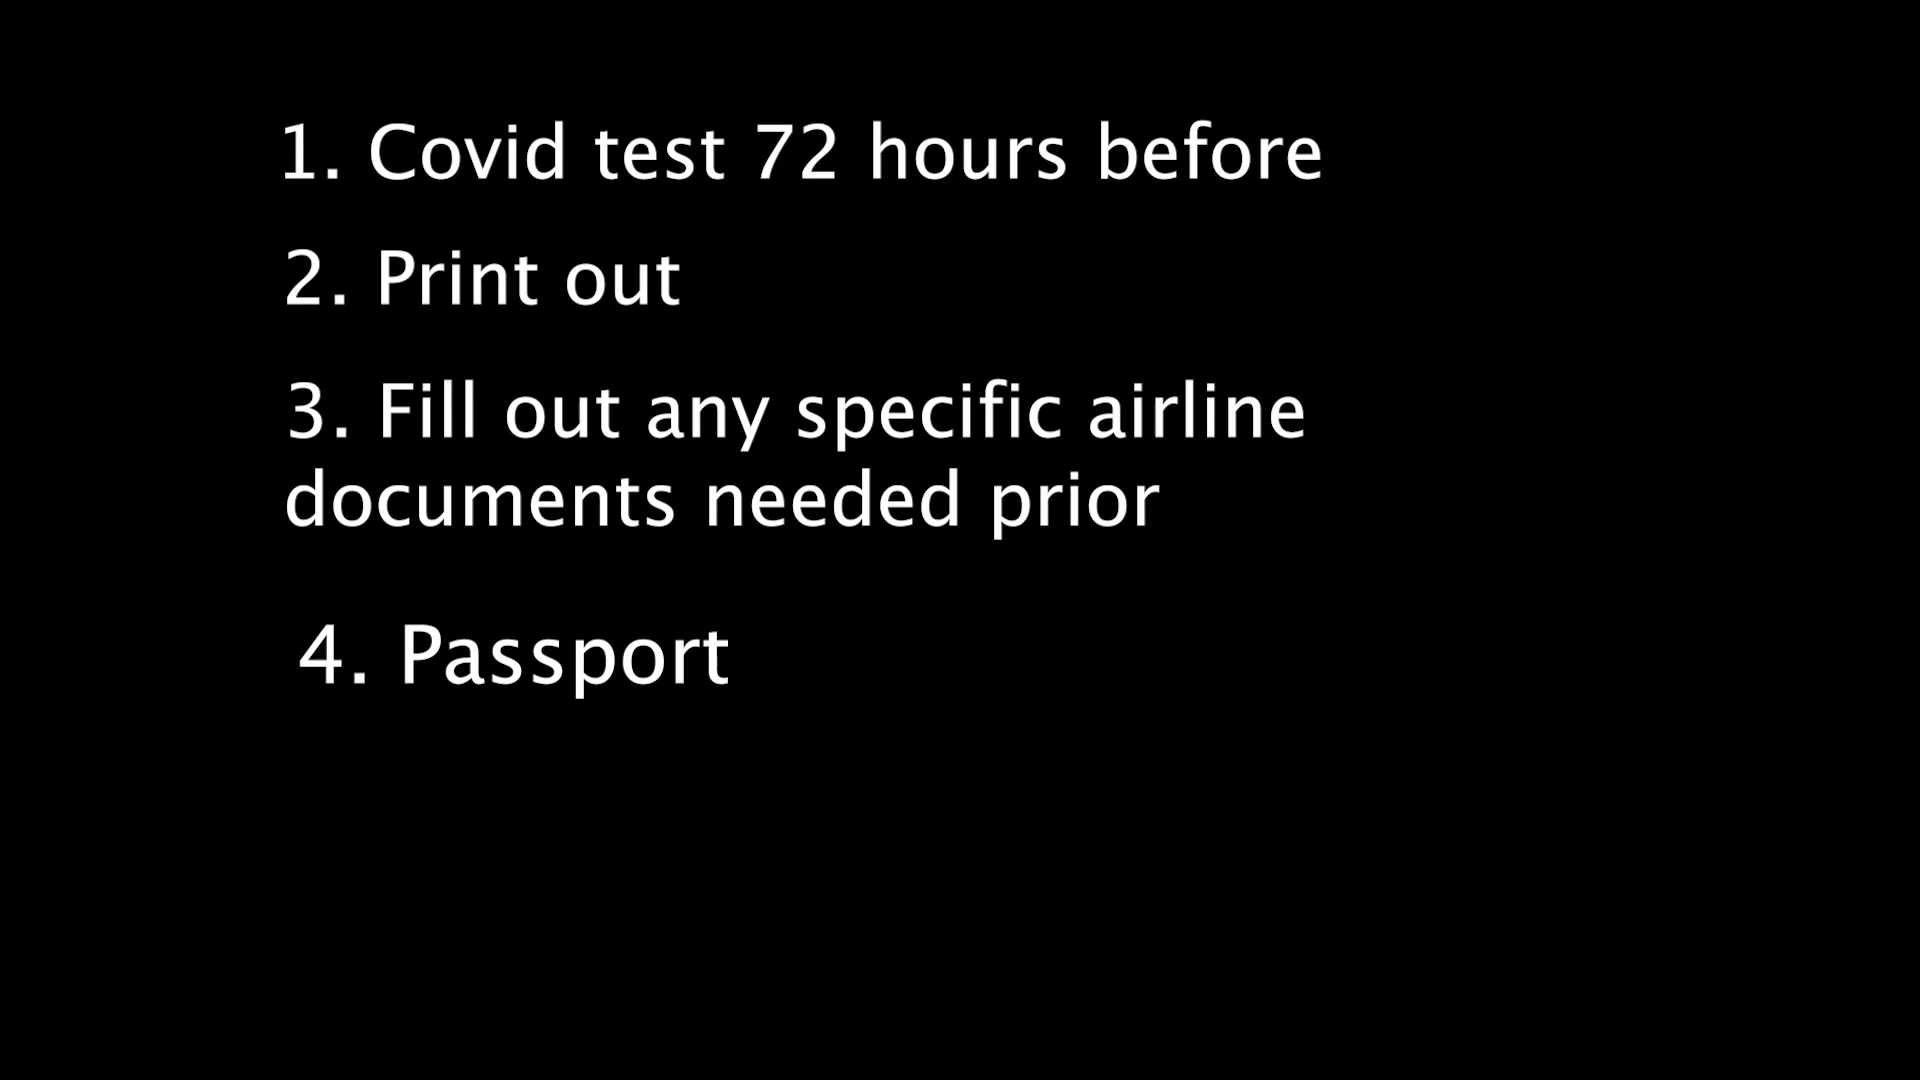 1. Covid test 72 hours before
2. Print out
3. Fill out any specific airline
documents needed prior
4. Passport